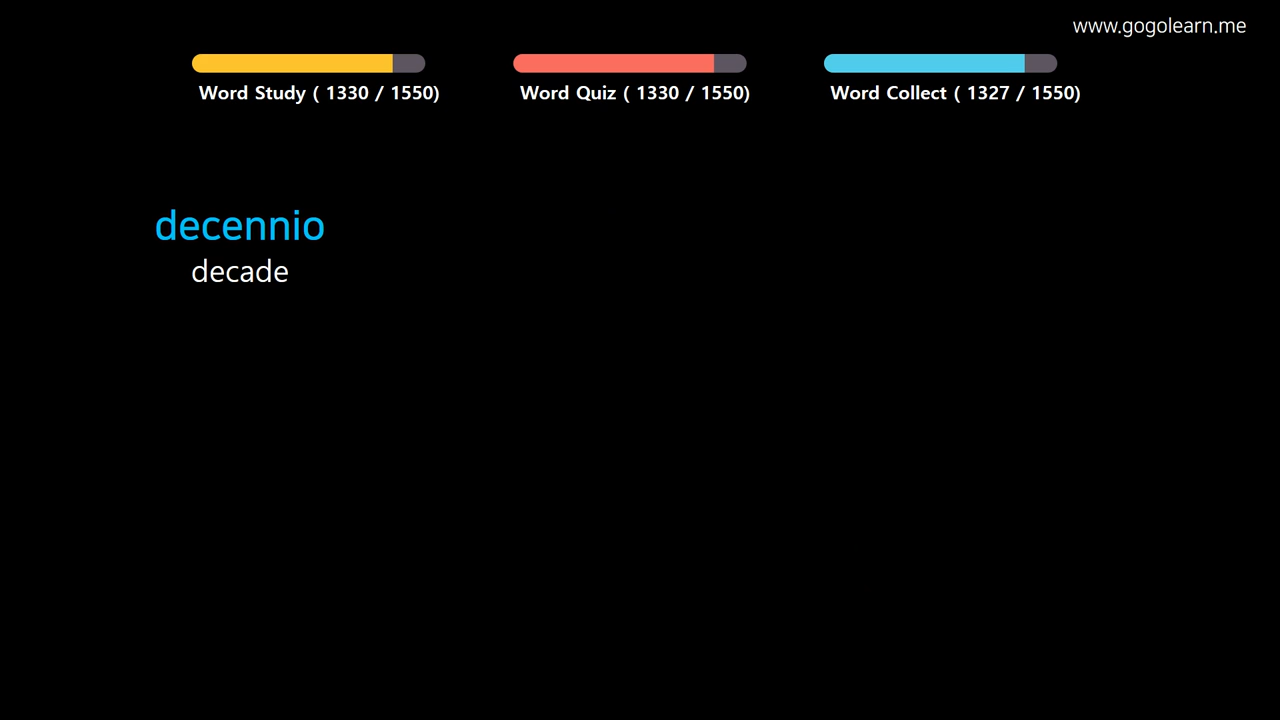 www.gogolearn.me
Word Study ( 1330 / 1550)
Word Quiz ( 1330 / 1550)
Word Collect ( 1327 / 1550)
decennio
decade